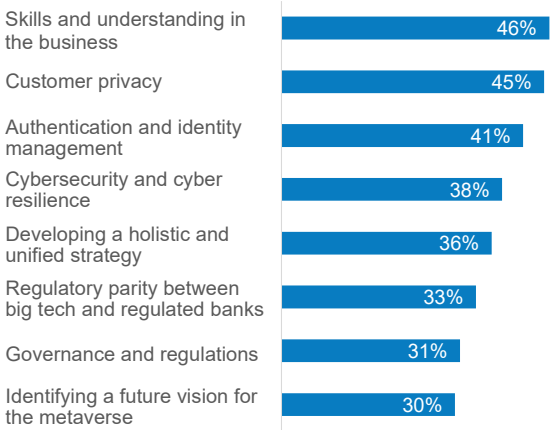 Skills and understanding in
the business
46%
Customer privacy
45%
Authentication and identity
management
41%
Cybersecurity and cyber
resilience
38%
Developing a holistic and
unified strategy
36%
Regulatory parity between
big tech and regulated banks
33%
Governance and regulations
31%
Identifying a future vision for
the metaverse
30%